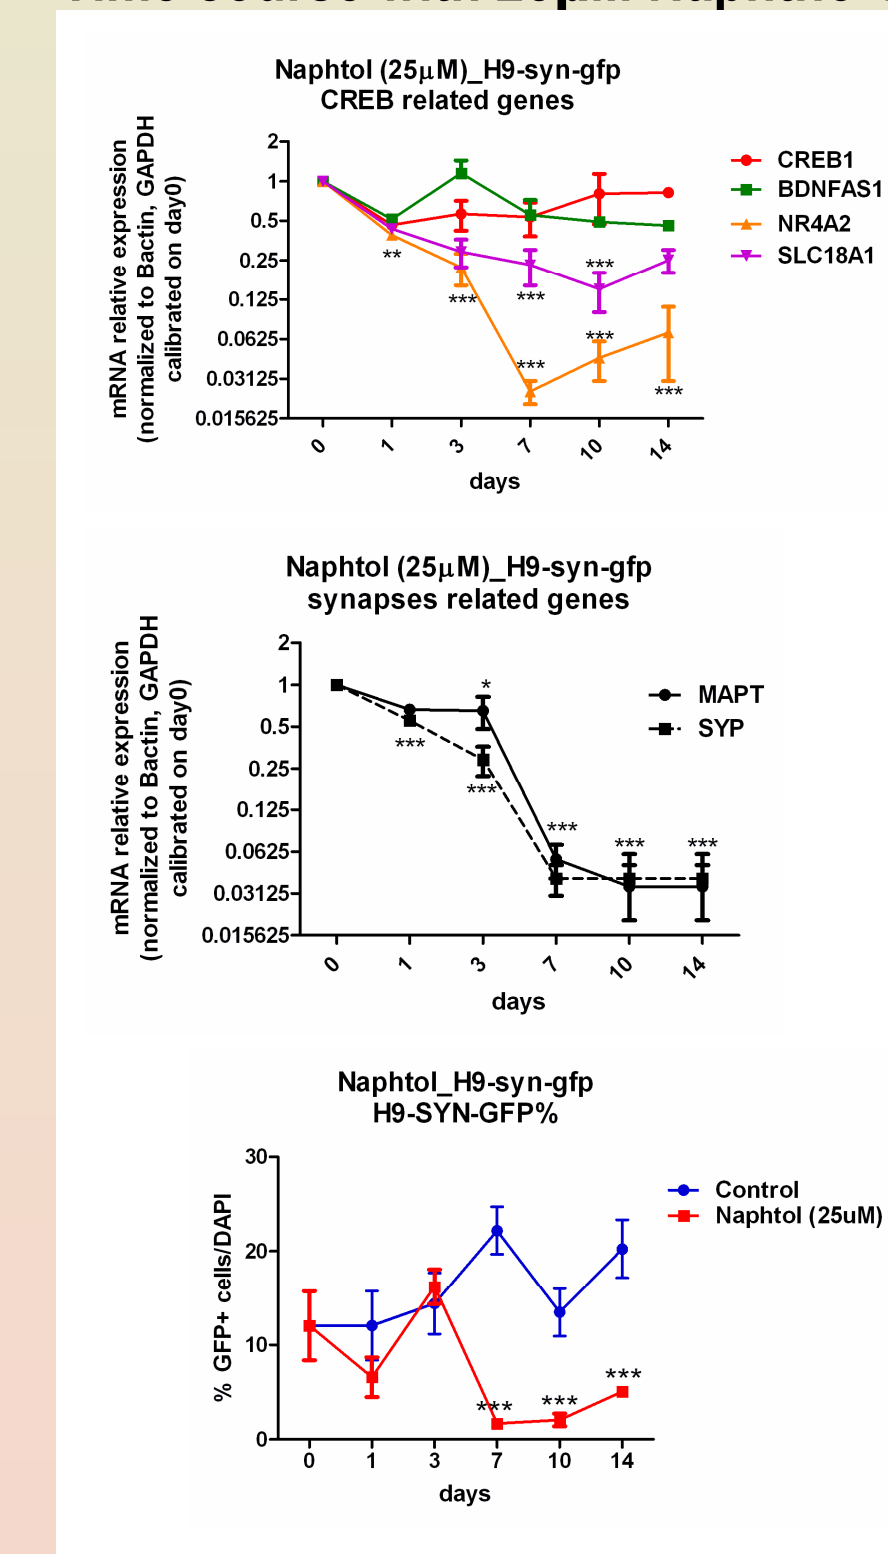 Naphtol (25µM)_H9-syn-gfp
CREB related genes
mRNA relative expression
(normalized to Bactin, GAPDH
calibrated on day0)
2
1
0.5
0.25
0.125
0.0625
0.03125
0.015625
**
***
***
***
***
***
***
0
1
3
7
10
14
days
CREB1
BDNFAS1
NR4A2
SLC18A1
Naphtol (25µM)_H9-syn-gfp
synapses related genes
mRNA relative expression
(normalized to Bactin, GAPDH
calibrated on day0)
2
1
0.5
0.25
0.125
0.0625
0.03125
0.015625
*
***
***
***
***
***
0
1
3
7
10
14
days
MAPT
SYP
Naphtol_H9-syn-gfp
H9-SYN-GFP%
% GFP+ cells/DAPI
30
20
10
0
***
***
***
0
1
3
7
10
14
days
Control
Naphtol (25uM)